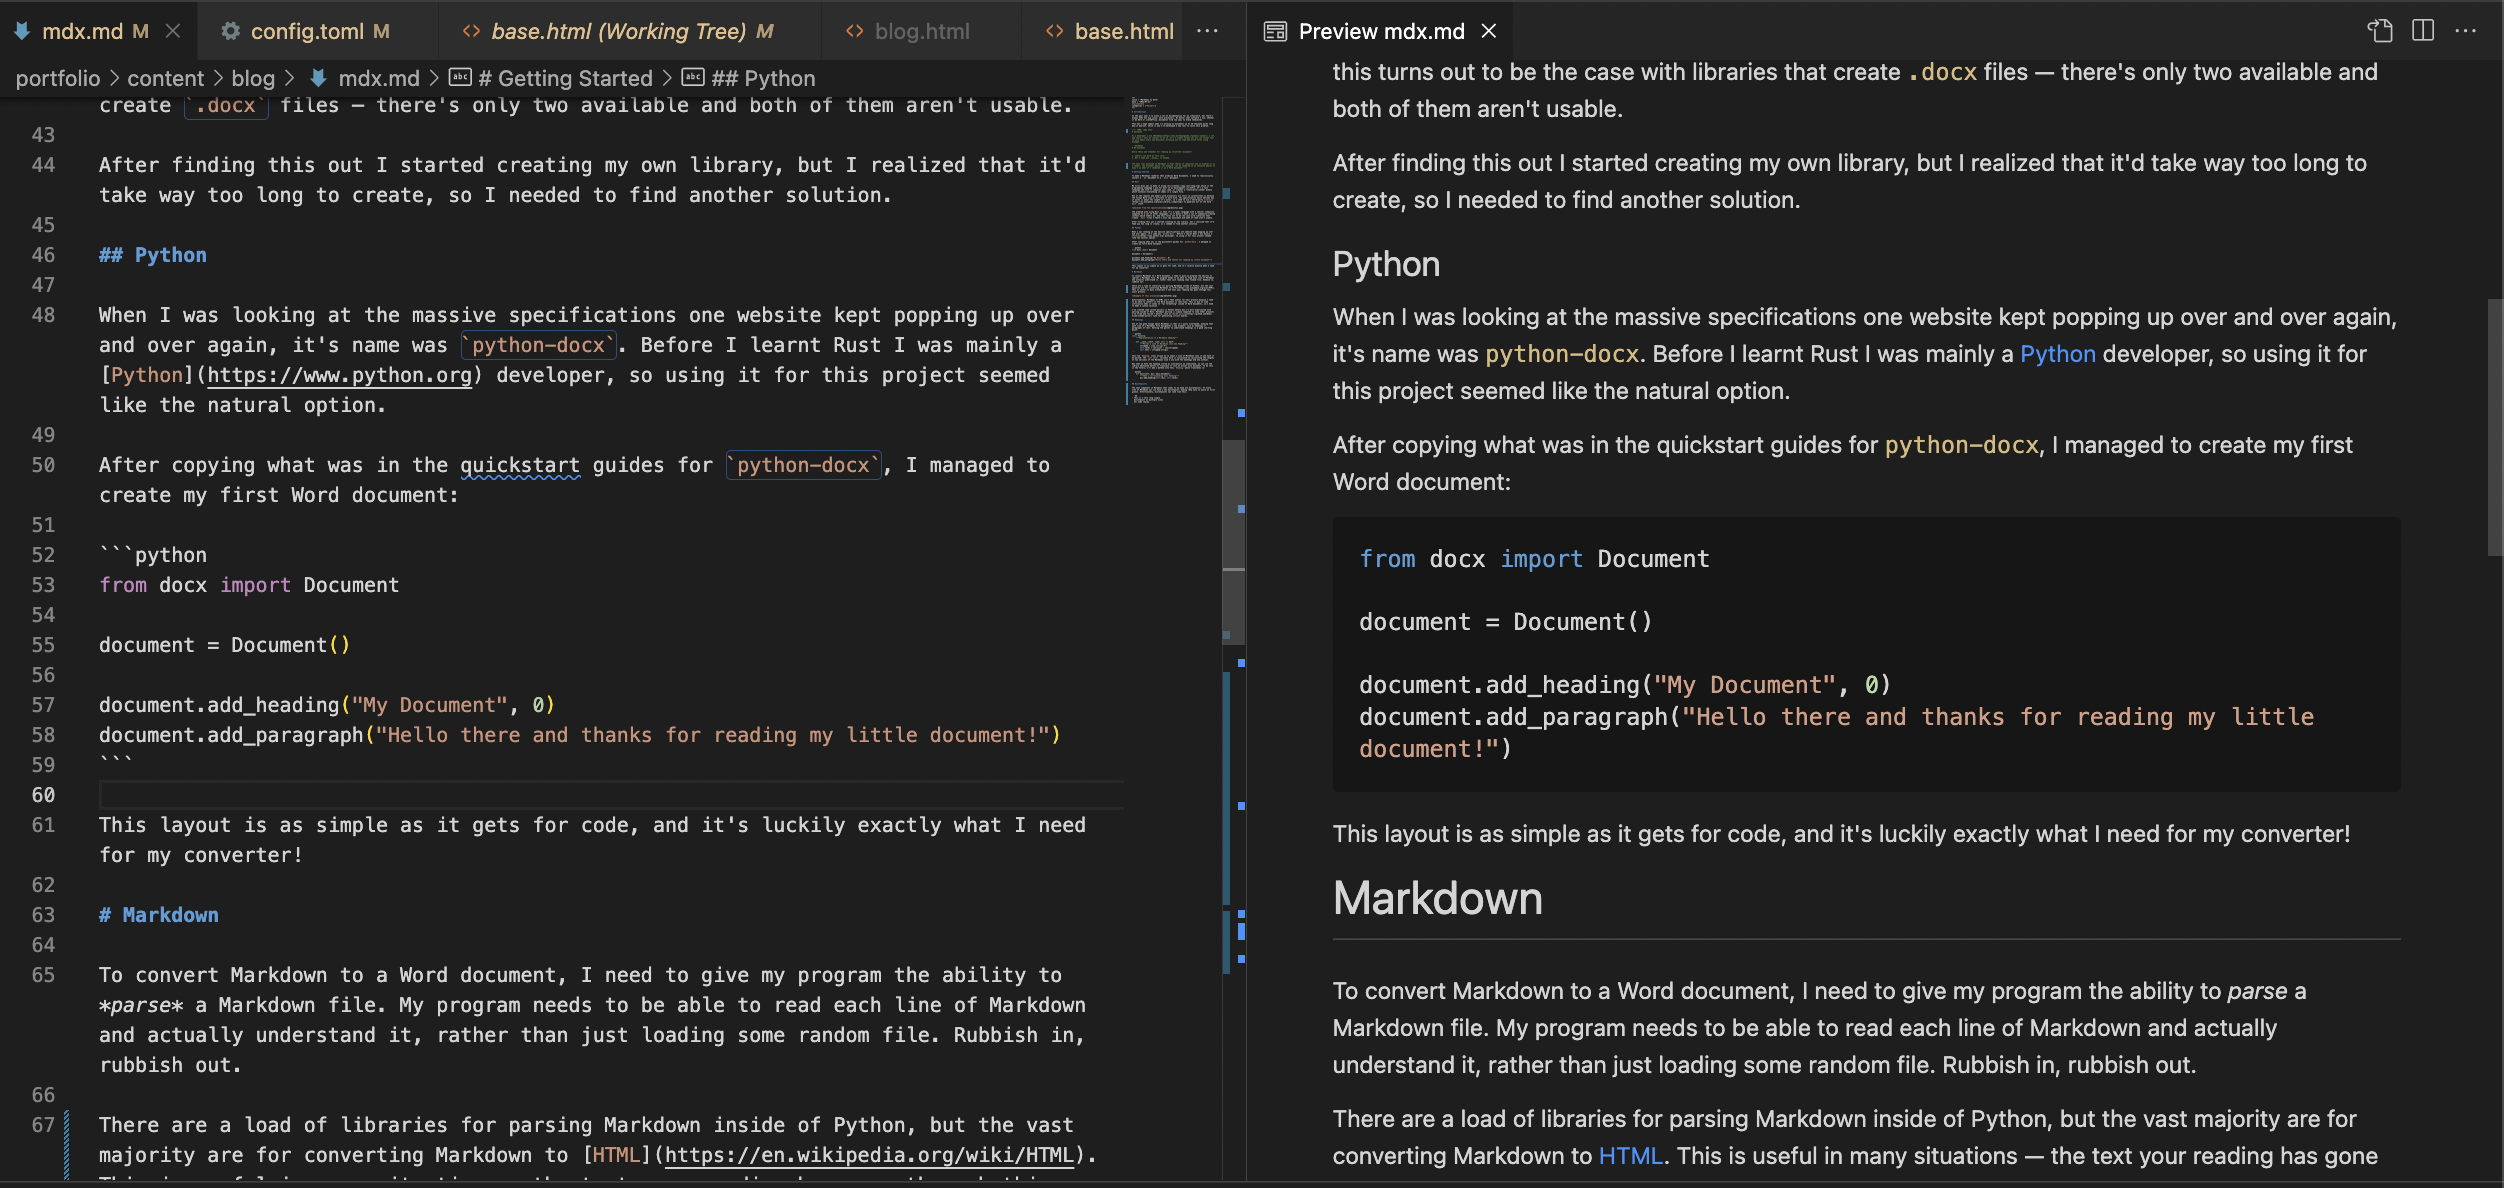 mdx.md M
config.toml M
base.html (Working Tree) M
blog.html
base.html
portfolio > content > blog > mdx.md > # Getting Started > ## Python
create `.docx` files — there's only two available and both of them aren't usable.
43
44 After finding this out I started creating my own library, but I realized that it'd
take way too long to create, so I needed to find another solution.
45
46 ## Python
47
48 When I was looking at the massive specifications one website kept popping up over
and over again, it's name was `python-docx`. Before I learnt Rust I was mainly a
[Python](https://www.python.org) developer, so using it for this project seemed
like the natural option.
49
50 After copying what was in the quickstart guides for `python-docx`, I managed to
create my first Word document:
51
52 ```python
53 from docx import Document
54
55 document = Document()
56
57 document.add_heading("My Document", 0)
58 document.add_paragraph("Hello there and thanks for reading my little document!")
59 ```
60
61 This layout is as simple as it gets for code, and it's luckily exactly what I need
for my converter!
62
63 # Markdown
64
65 To convert Markdown to a Word document, I need to give my program the ability to
*parse* a Markdown file. My program needs to be able to read each line of Markdown
and actually understand it, rather than just loading some random file. Rubbish in,
rubbish out.
66
67 There are a load of libraries for parsing Markdown inside of Python, but the vast
majority are for converting Markdown to [HTML](https://en.wikipedia.org/wiki/HTML).
Preview mdx.md
this turns out to be the case with libraries that create .docx files — there's only two available and
both of them aren't usable.
After finding this out I started creating my own library, but I realized that it'd take way too long to
create, so I needed to find another solution.
Python
When I was looking at the massive specifications one website kept popping up over and over again,
it's name was python-docx. Before I learnt Rust I was mainly a Python developer, so using it for
this project seemed like the natural option.
After copying what was in the quickstart guides for python-docx, I managed to create my first
Word document:
from docx import Document
document = Document()
document.add_heading("My Document", 0)
document.add_paragraph("Hello there and thanks for reading my little
document!")
This layout is as simple as it gets for code, and it's luckily exactly what I need for my converter!
Markdown
To convert Markdown to a Word document, I need to give my program the ability to parse a
Markdown file. My program needs to be able to read each line of Markdown and actually
understand it, rather than just loading some random file. Rubbish in, rubbish out.
There are a load of libraries for parsing Markdown inside of Python, but the vast majority are for
converting Markdown to HTML. This is useful in many situations — the text your reading has gone